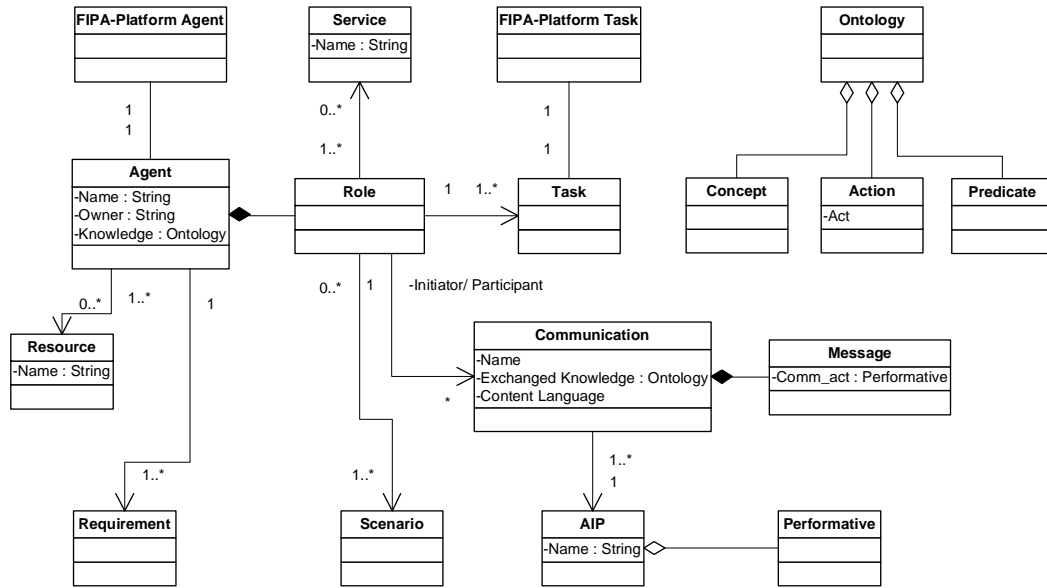 FIPA-Platform Agent
Service
-Name : String
FIPA-Platform Task
Ontology
1
1
0..*
1..*
1
1
Agent
-Name : String
-Owner : String
-Knowledge : Ontology
Role
1
1..*
Task
Concept
Action
-Act
Predicate
0..*
1..*
1
0..*
1
-Initiator/ Participant
Resource
-Name : String
Communication
-Name
-Exchanged Knowledge : Ontology
-Content Language
*
Message
-Comm_act : Performative
1..*
1..*
1..*
1
Requirement
Scenario
AIP
-Name : String
Performative